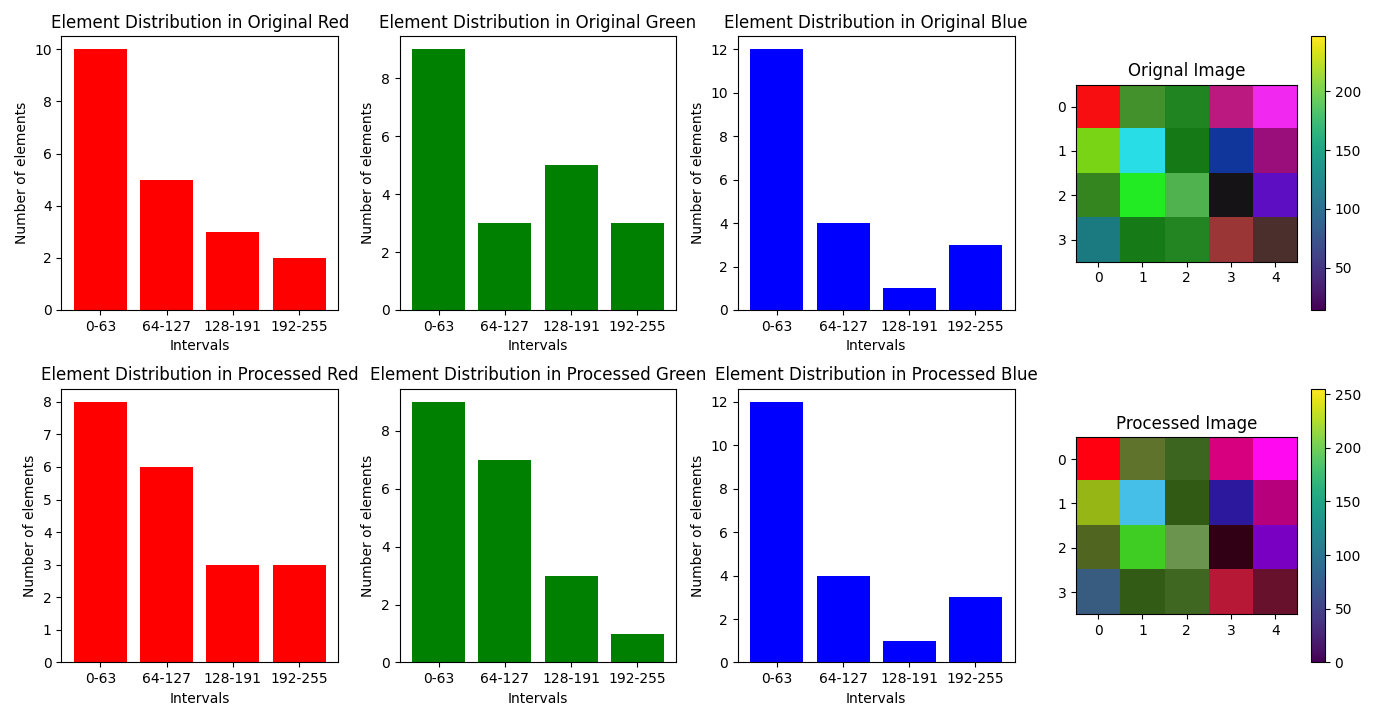 Element Distribution in Original Red
10
8
6
4
2
0
Number of elements
0-63 64-127 128-191 192-255
Intervals
Element Distribution in Original Green
8
6
4
2
0
Number of elements
0-63 64-127 128-191 192-255
Intervals
Element Distribution in Original Blue
12
10
8
6
4
2
0
Number of elements
0-63 64-127 128-191 192-255
Intervals
Orignal Image
0
1
2
3
0 1 2 3 4
200
150
100
50
Element Distribution in Processed Red
8
7
6
5
4
3
2
1
0
Number of elements
0-63 64-127 128-191 192-255
Intervals
Element Distribution in Processed Green
8
6
4
2
0
Number of elements
0-63 64-127 128-191 192-255
Intervals
Element Distribution in Processed Blue
12
10
8
6
4
2
0
Number of elements
0-63 64-127 128-191 192-255
Intervals
Processed Image
0
1
2
3
0 1 2 3 4
250
200
150
100
50
0